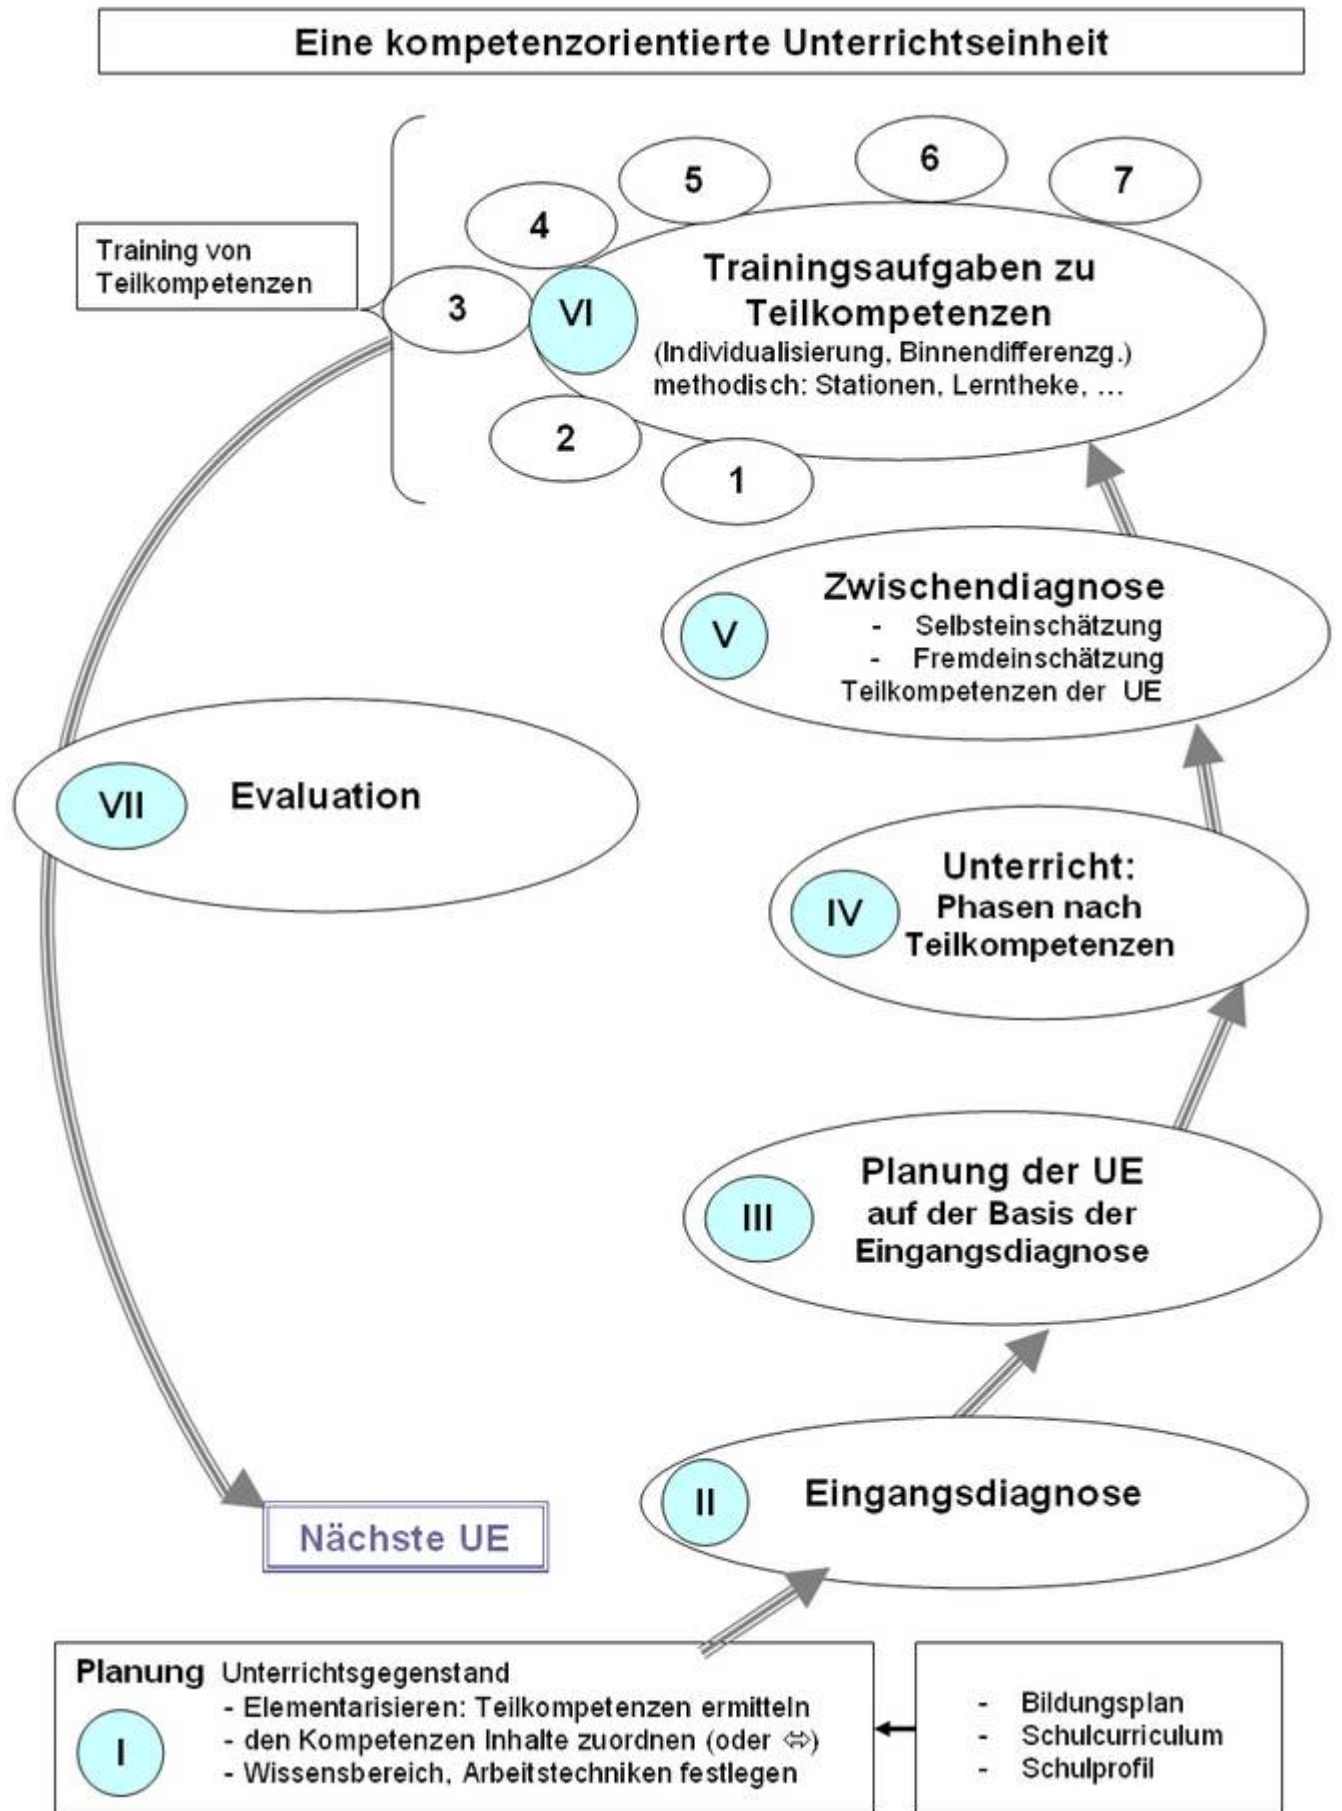 Eine kompetenzorientierte Unterrichtseinheit
6
5
7
4
Training von
Teilkompetenzen
3
VI
Trainingsaufgaben zu
Teilkompetenzen
(Individualisierung, Binnendifferenzg.)
methodisch: Stationen, Lerntheke, ...
2
1
V
Zwischendiagnose
- Selbsteinschätzung
- Fremdeinschätzung
Teilkompetenzen der UE
VII
Evaluation
IV
Unterricht:
Phasen nach
Teilkompetenzen
III
Planung der UE
auf der Basis der
Eingangsdiagnose
II
Eingangsdiagnose
Nächste UE
Planung Unterrichtsgegenstand
I
- Elementarisieren: Teilkompetenzen ermitteln
- den Kompetenzen Inhalte zuordnen (oder ⇔)
- Wissensbereich, Arbeitstechniken festlegen
- Bildungsplan
- Schulcurriculum
- Schulprofil